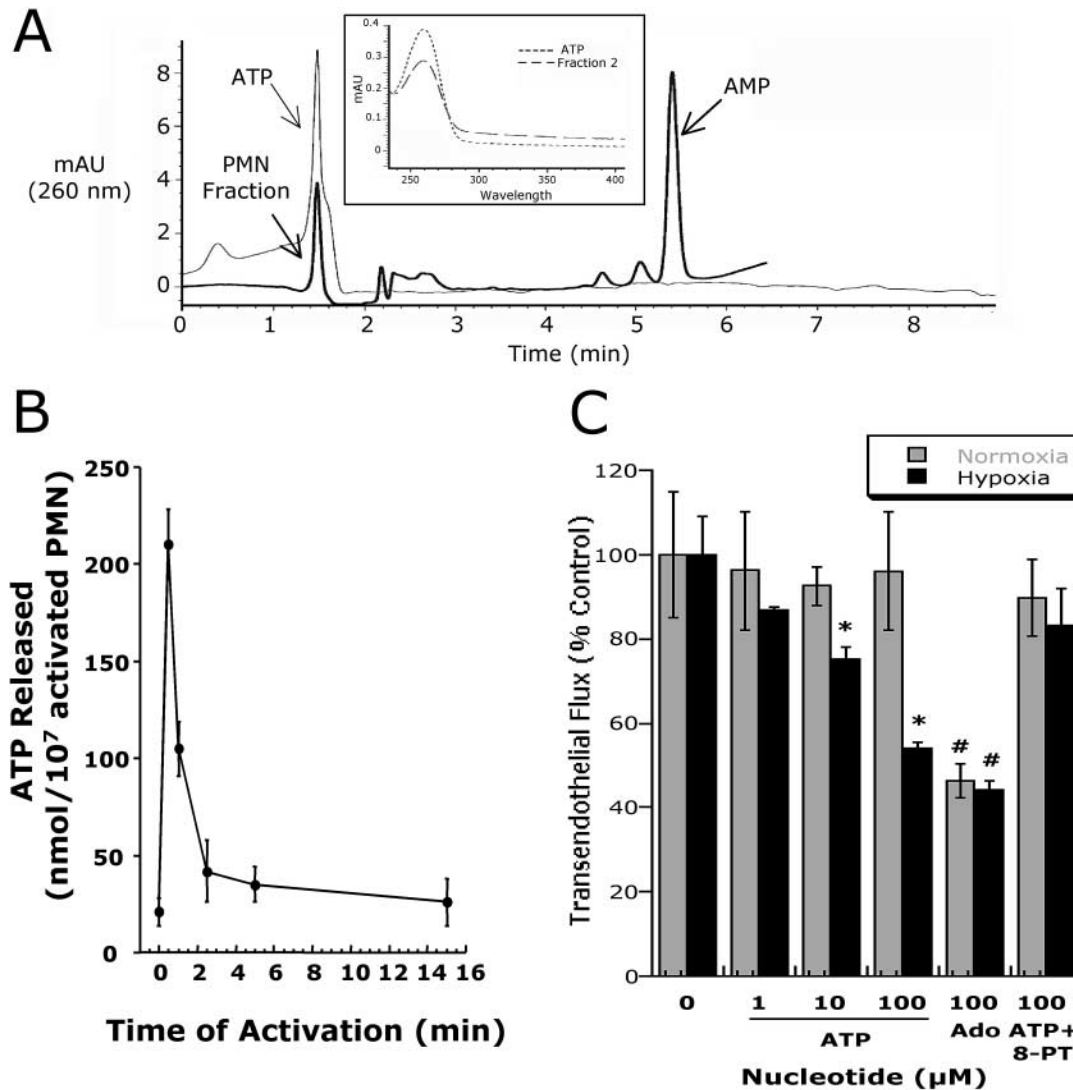 A
8
6
4
2
0
mAU
(260 nm)
ATP
PMN
Fraction
AMP
0.4
0.3
0.2
0.1
0
mAU
ATP
Fraction 2
250 300 350 400
Wavelength
0 1 2 3 4 5 6 7 8
Time (min)
B
250
200
150
100
50
0
ATP Released
(nmol/10⁷ activated PMN)
0 2 4 6 8 10 12 14 16
Time of Activation (min)
C
Normoxia
Hypoxia
120
100
80
60
40
20
0
Transendothelial Flux (% Control)
*
*
# #
0 1 10 100 100 100
ATP
Ado ATP+
8-PT
Nucleotide (µM)